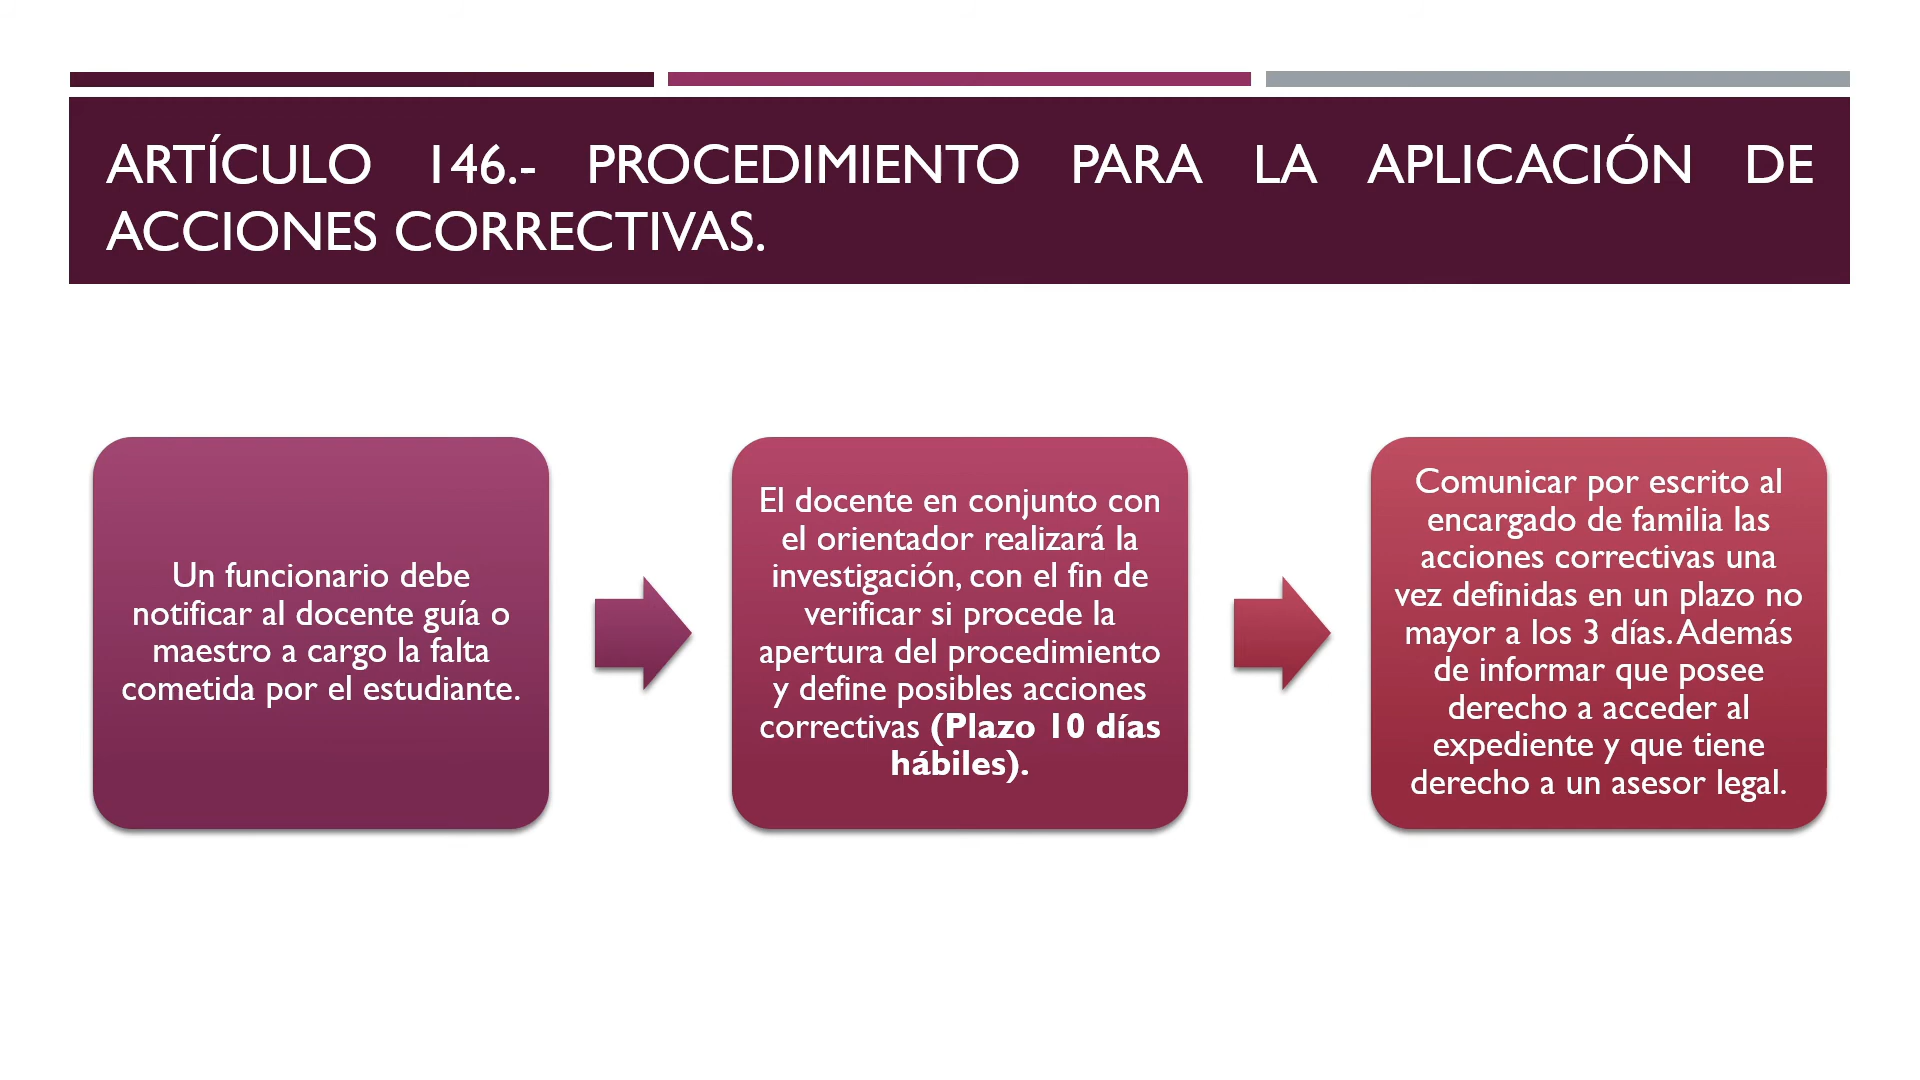 ARTÍCULO 146.- PROCEDIMIENTO PARA LA APLICACIÓN DE
ACCIONES CORRECTIVAS.
Un funcionario debe
notificar al docente guía o
maestro a cargo la falta
cometida por el estudiante.
El docente en conjunto con
el orientador realizará la
investigación, con el fin de
verificar si procede la
apertura del procedimiento
y define posibles acciones
correctivas (Plazo 10 días
hábiles).
Comunicar por escrito al
encargado de familia las
acciones correctivas una
vez definidas en un plazo no
mayor a los 3 días. Además
de informar que posee
derecho a acceder al
expediente y que tiene
derecho a un asesor legal.